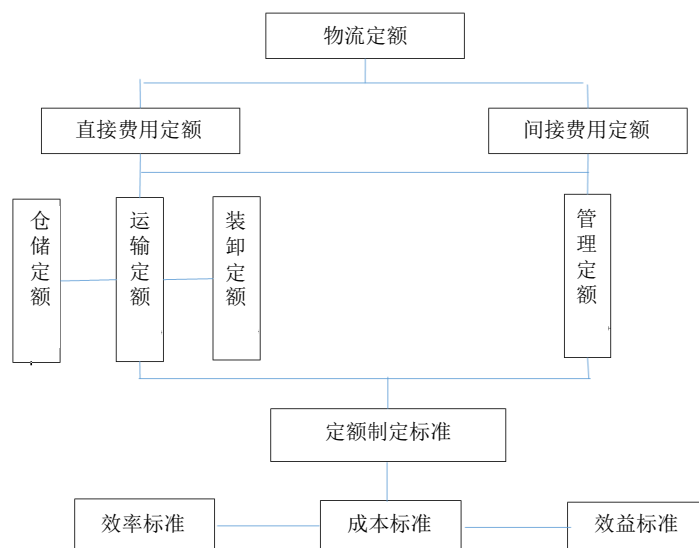 物流定额
直接费用定额
间接费用定额
仓储定额
运输定额
装卸定额
管理定额
定额制定标准
效率标准
成本标准
效益标准